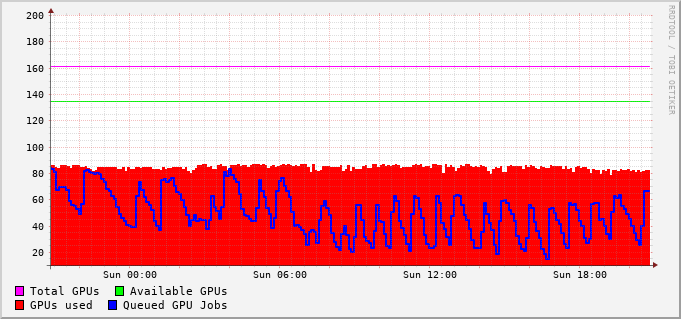 200
180
160
140
120
100
80
60
40
20
Sun 00:00 Sun 06:00 Sun 12:00 Sun 18:00
Total GPUs Available GPUs
GPUs used Queued GPU Jobs
RRDTOOL / TOBI OETIKER